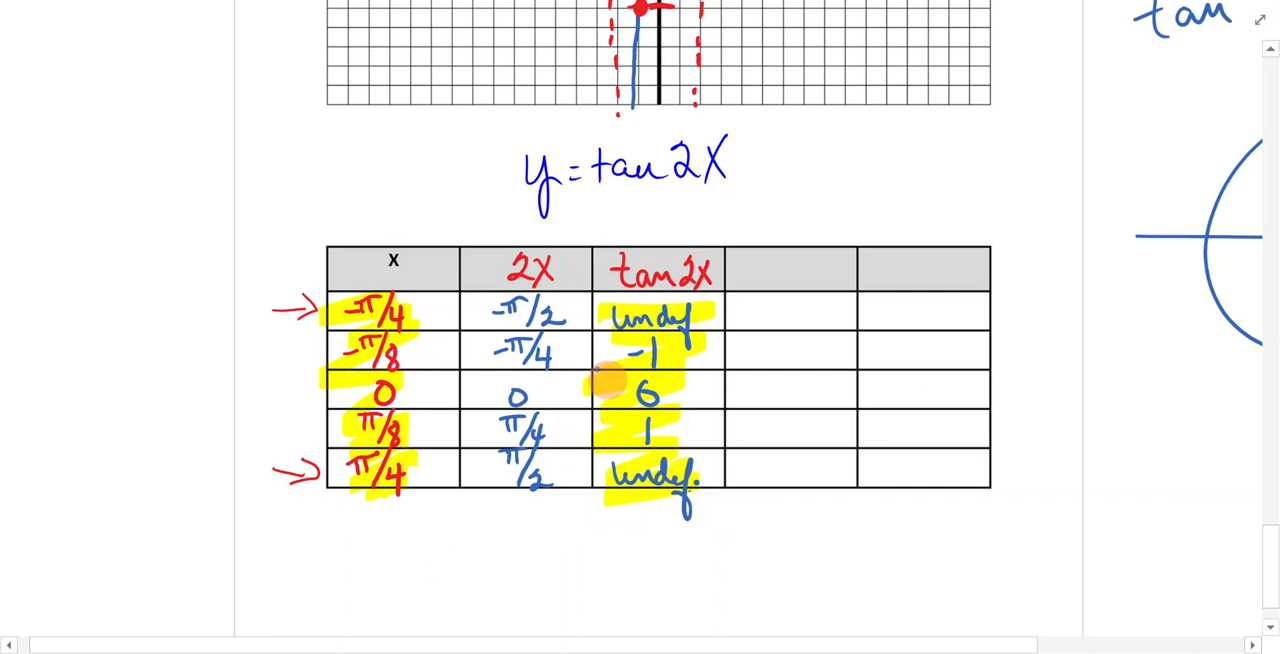 tan
y = tan 2X
x 2X tan 2X
-π/4 -π/2 undef
-π/8 -π/4 -1
0 0 0
π/8 π/4 1
π/4 π/2 undef.